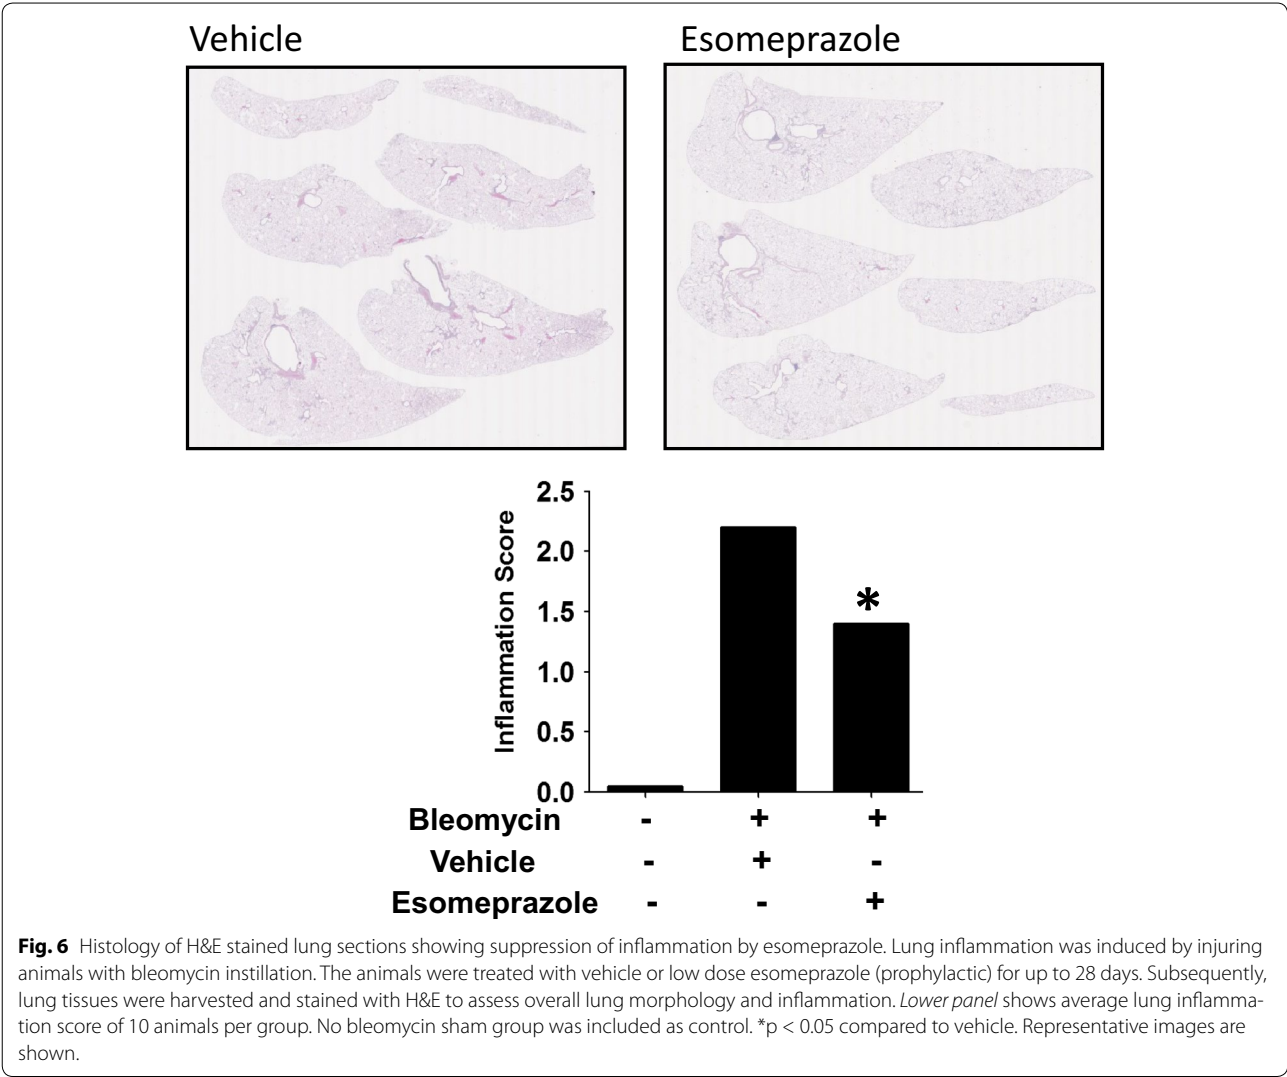 Vehicle
Esomeprazole
2.5
2.0
1.5
1.0
0.5
0.0
Inflammation Score
*
Bleomycin - + +
Vehicle - + -
Esomeprazole - - +
Fig. 6 Histology of H&E stained lung sections showing suppression of inflammation by esomeprazole. Lung inflammation was induced by injuring
animals with bleomycin instillation. The animals were treated with vehicle or low dose esomeprazole (prophylactic) for up to 28 days. Subsequently,
lung tissues were harvested and stained with H&E to assess overall lung morphology and inflammation. Lower panel shows average lung inflamma-
tion score of 10 animals per group. No bleomycin sham group was included as control. *p < 0.05 compared to vehicle. Representative images are
shown.